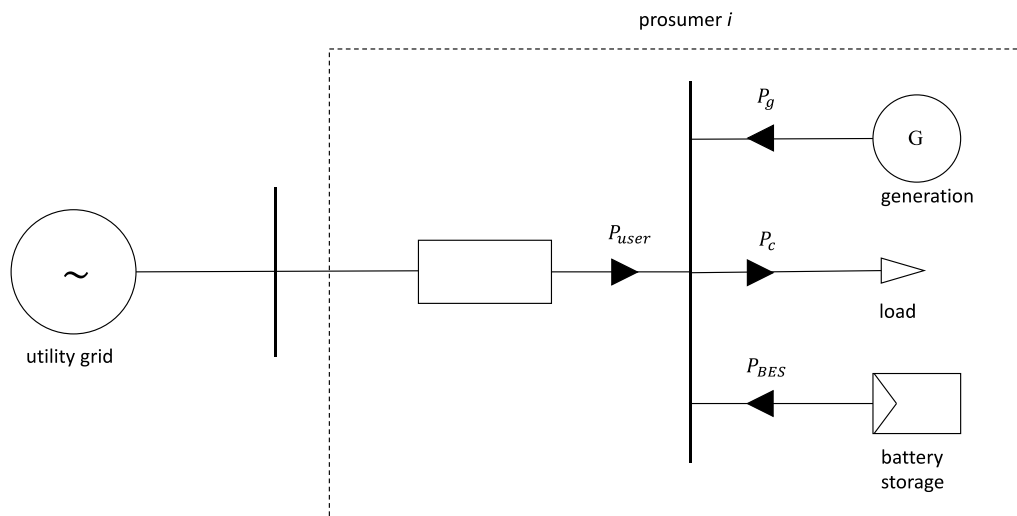 prosumer i
P_g
G
generation
P_user
P_c
~
load
utility grid
P_BES
battery
storage